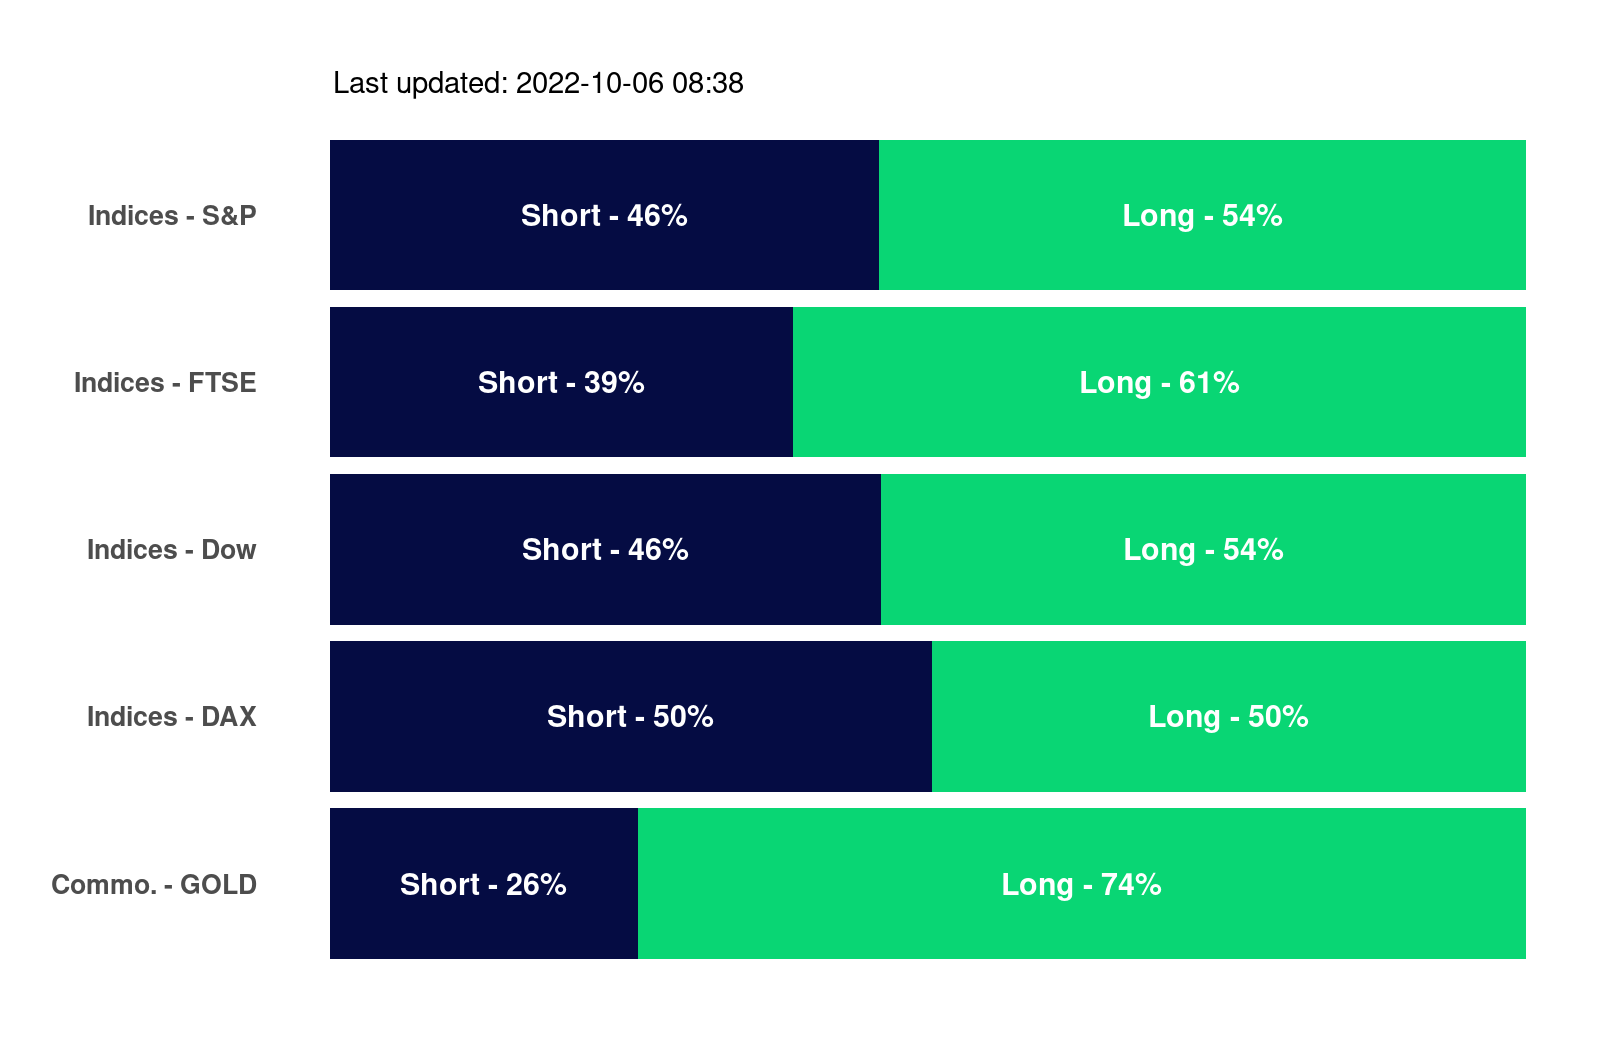 Last updated: 2022-10-06 08:38
Indices - S&P Short - 46% Long - 54%
Indices - FTSE Short - 39% Long - 61%
Indices - Dow Short - 46% Long - 54%
Indices - DAX Short - 50% Long - 50%
Commo. - GOLD Short - 26% Long - 74%